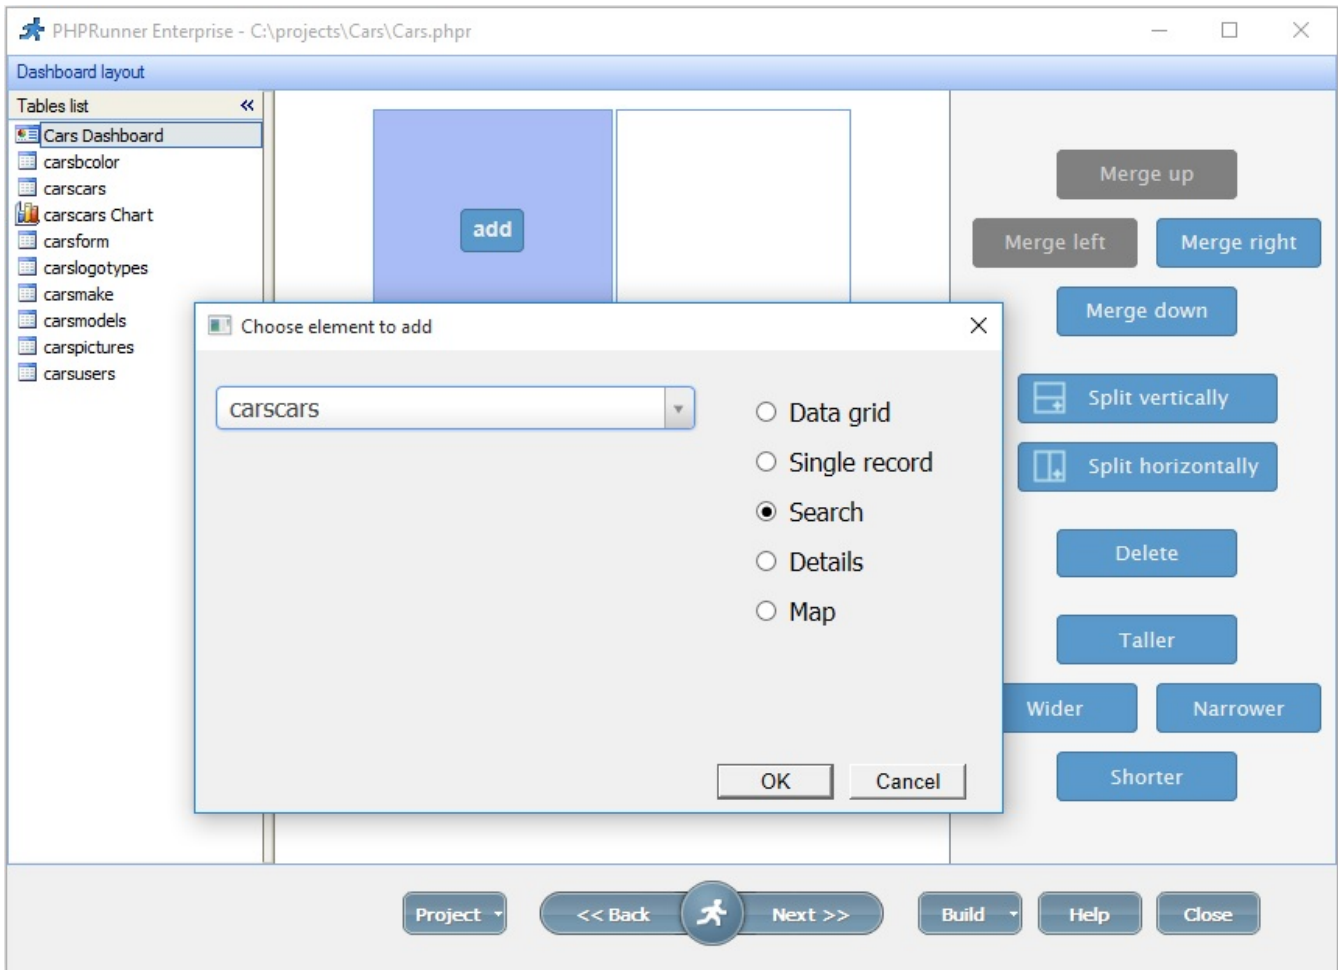 PHPRunner Enterprise - C:\projects\Cars\Cars.phpr
Dashboard layout
Tables list
Cars Dashboard
carsbcolor
carscars
carscars Chart
carsform
carslogotypes
carsmake
carsmodels
carspictures
carsusers
add
Merge up
Merge left
Merge right
Merge down
Split vertically
Split horizontally
Delete
Taller
Wider
Narrower
Shorter
Choose element to add
carscars
Data grid
Single record
Search
Details
Map
OK
Cancel
Project
<< Back
Next >>
Build
Help
Close